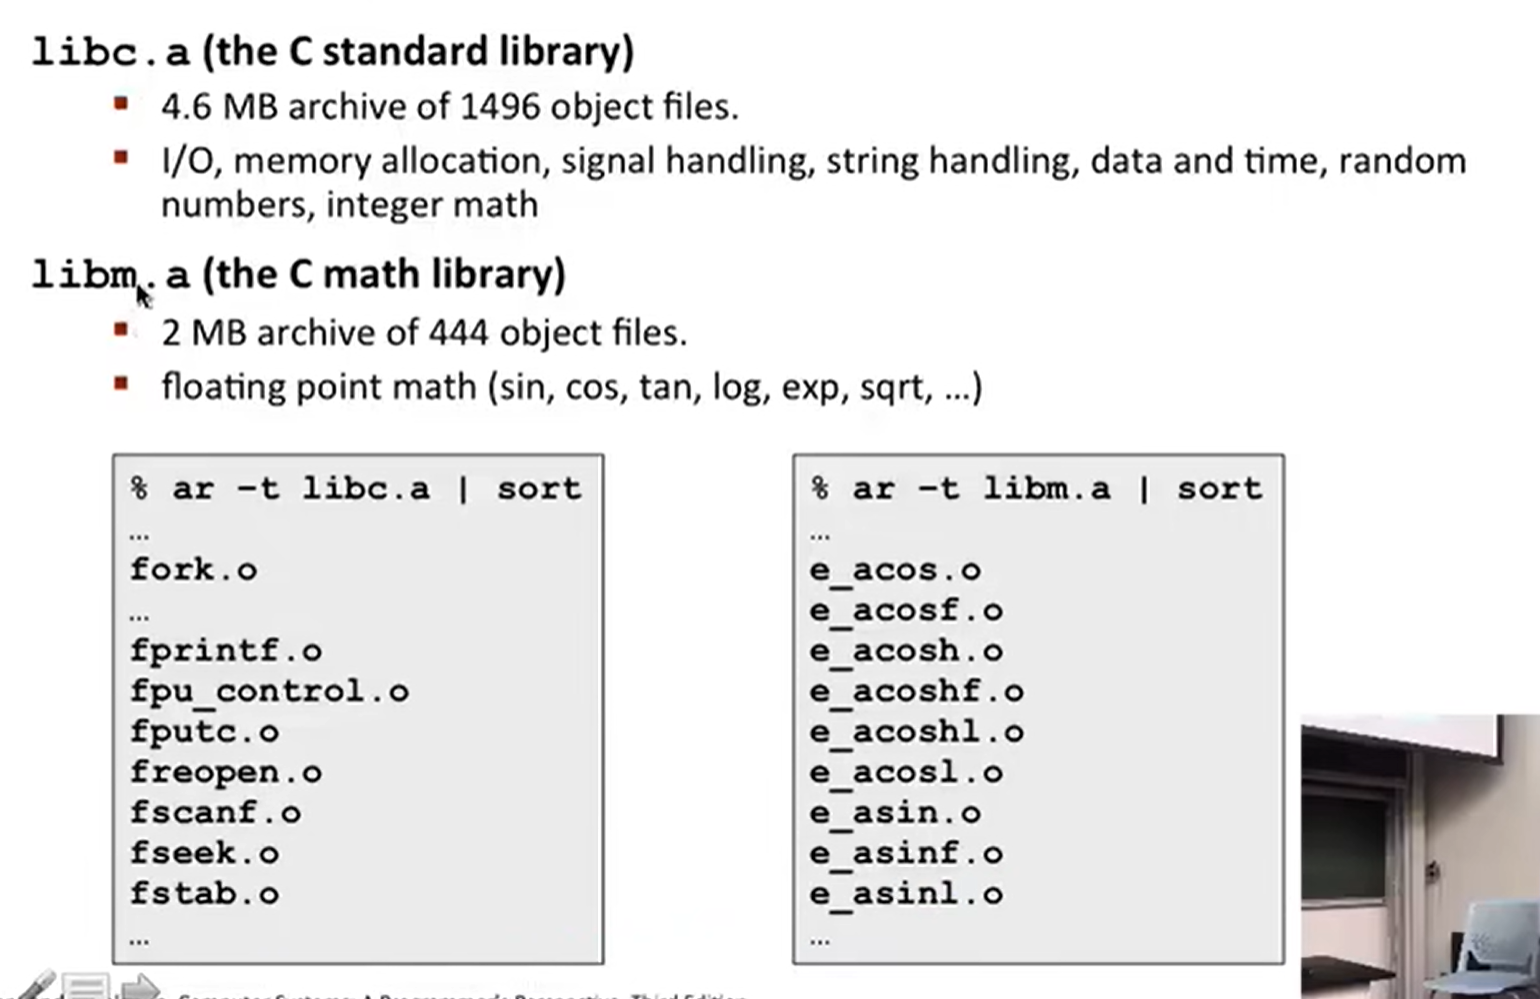 libc.a (the C standard library)
4.6 MB archive of 1496 object files.
I/O, memory allocation, signal handling, string handling, data and time, random
numbers, integer math
libm.a (the C math library)
2 MB archive of 444 object files.
floating point math (sin, cos, tan, log, exp, sqrt, ...)
% ar –t libc.a | sort
…
fork.o
…
fprintf.o
fpu_control.o
fputc.o
freopen.o
fscanf.o
fseek.o
fstab.o
…
% ar –t libm.a | sort
…
e_acos.o
e_acosf.o
e_acosh.o
e_acoshf.o
e_acoshl.o
e_acosl.o
e_asin.o
e_asinf.o
e_asinl.o
…
Computer Systems: A Programmer's Perspective, Third Edition